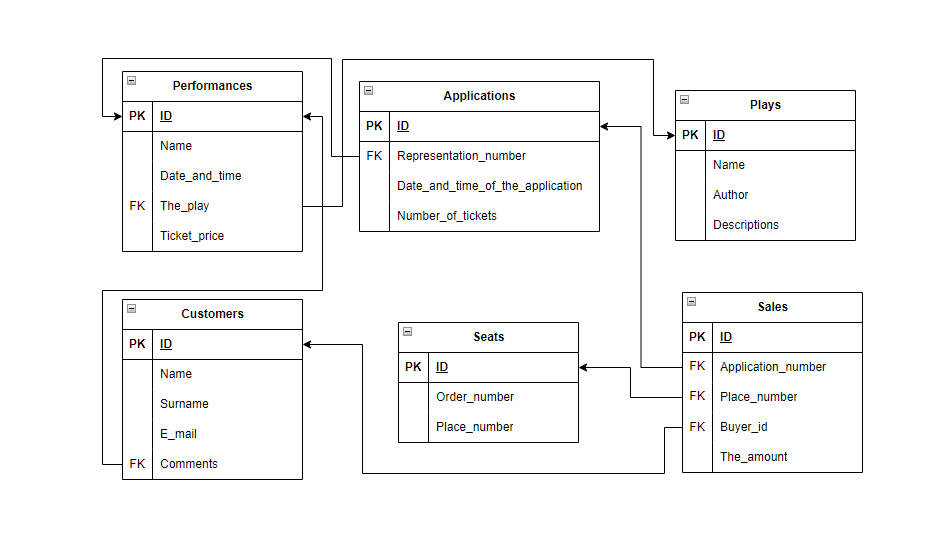 Performances
PK ID
Name
Date_and_time
FK The_play
Ticket_price
Applications
PK ID
FK Representation_number
Date_and_time_of_the_application
Number_of_tickets
Plays
PK ID
Name
Author
Descriptions
Customers
PK ID
Name
Surname
E_mail
FK Comments
Seats
PK ID
Order_number
Place_number
Sales
PK ID
FK Application_number
FK Place_number
FK Buyer_id
The_amount